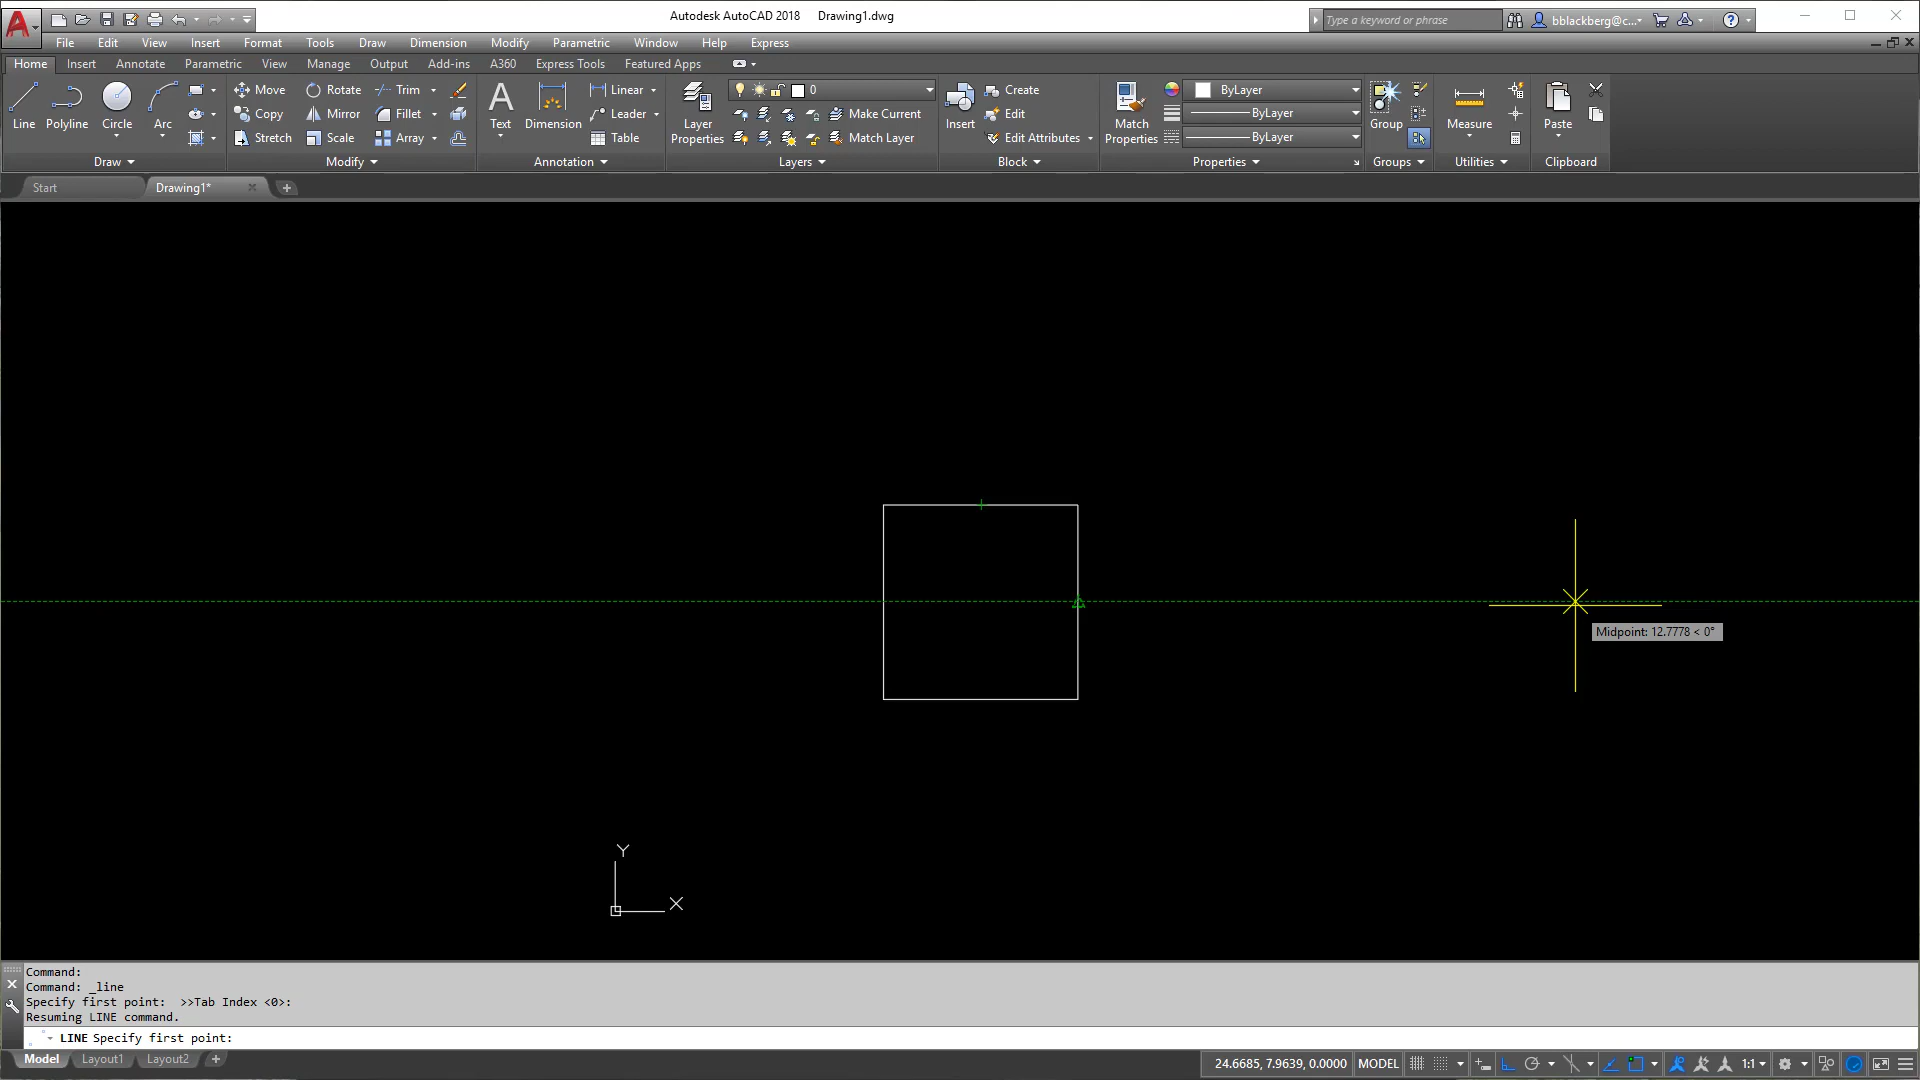 Autodesk AutoCAD 2018 Drawing1.dwg
Type a keyword or phrase
bblackberg@c...
File Edit View Insert Format Tools Draw Dimension Modify Parametric Window Help Express
Home Insert Annotate Parametric View Manage Output Add-ins A360 Express Tools Featured Apps
Line Polyline Circle Arc
Move Rotate Trim
Copy Mirror Fillet
Stretch Scale Array
Text Dimension
Linear
Leader
Table
Layer Properties
0
Make Current
Match Layer
Insert
Create
Edit
Edit Attributes
Match Properties
ByLayer
ByLayer
ByLayer
Group
Measure
Paste
Draw Modify Annotation Layers Block Properties Groups Utilities Clipboard
Start Drawing1*
Midpoint: 12.7778 < 0°
Y
X
Command:
Command: _line
Specify first point: >>Tab Index <0>:
Resuming LINE command.
LINE Specify first point:
Model Layout1 Layout2
24.6685, 7.9639, 0.0000 MODEL 1:1